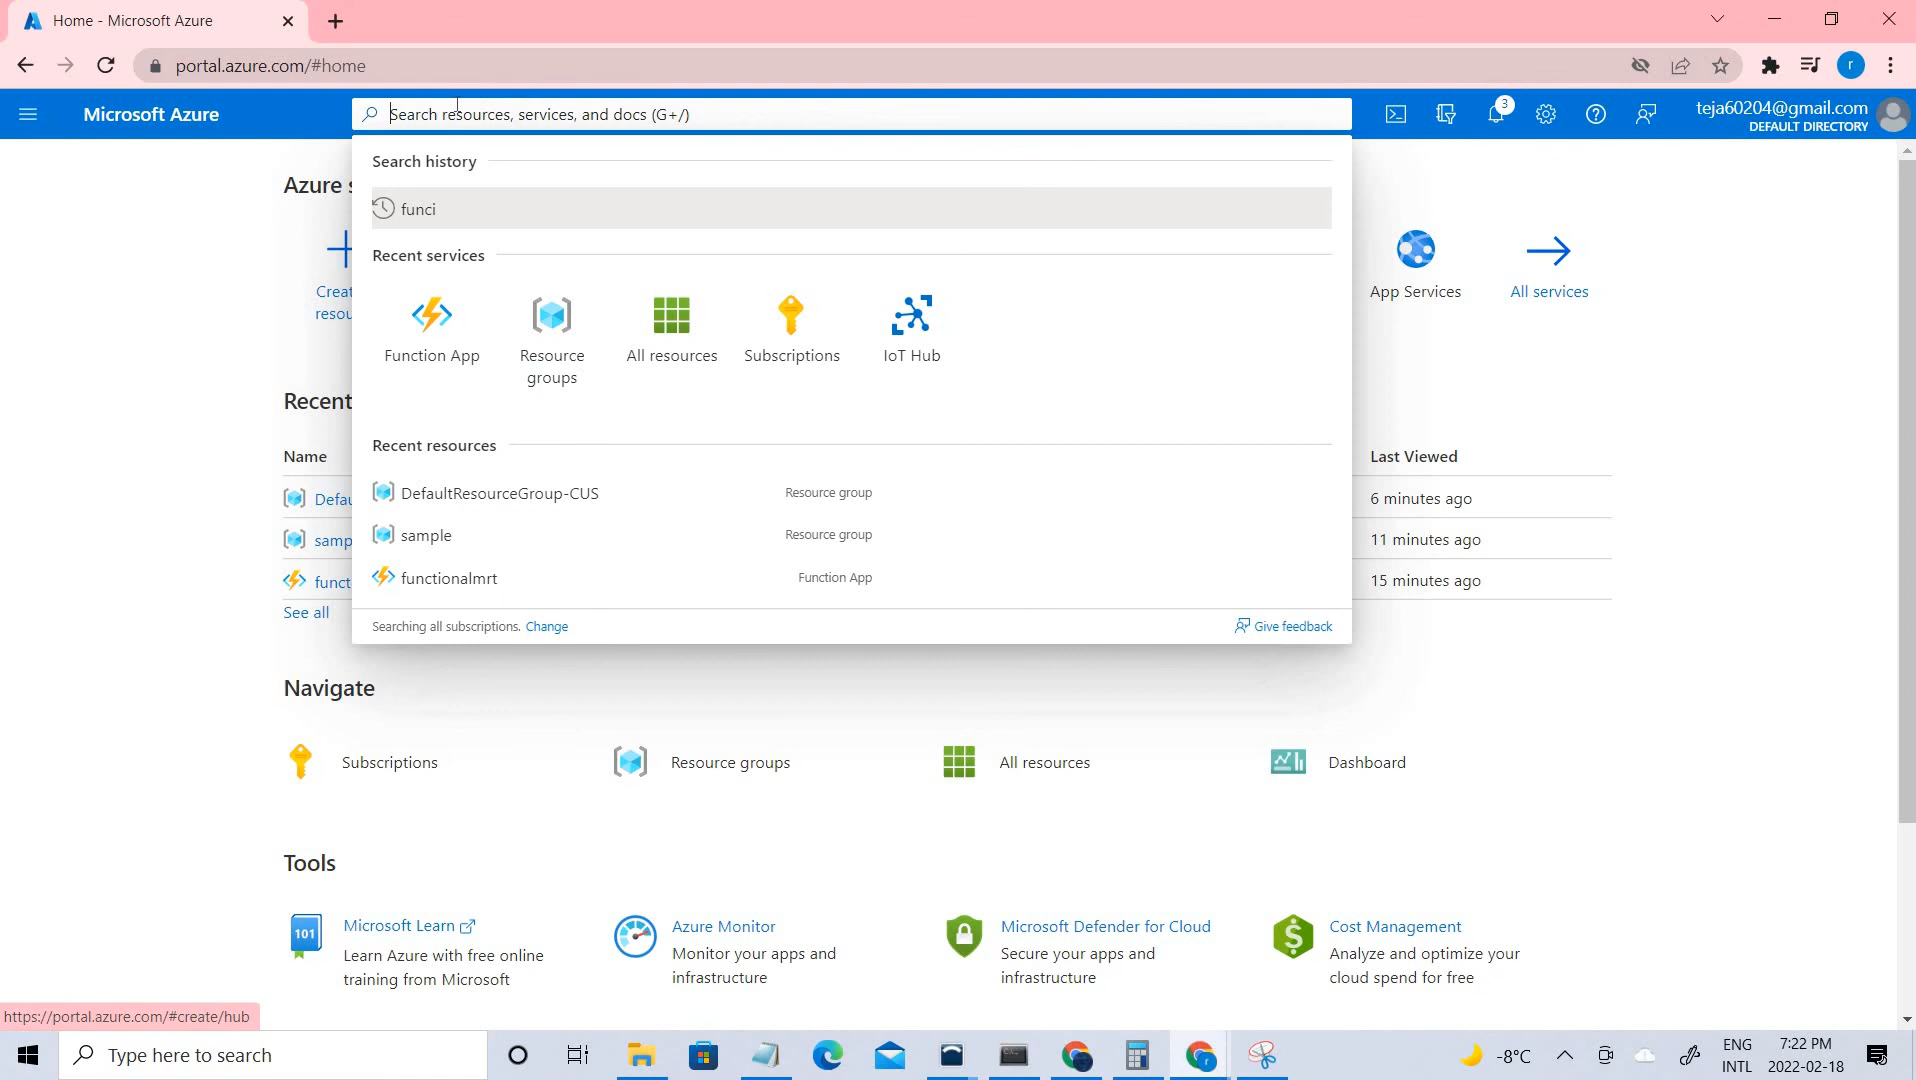 Home - Microsoft Azure
portal.azure.com/#home
r
Microsoft Azure
Search resources, services, and docs (G+/)
3
teja60204@gmail.com
DEFAULT DIRECTORY
Azure s
Search history
funci
Creat
resou
Recent services
Function App
Resource
groups
All resources
Subscriptions
IoT Hub
App Services
All services
Recent
Recent resources
Name
Last Viewed
Defau
DefaultResourceGroup-CUS
Resource group
6 minutes ago
samp
sample
Resource group
11 minutes ago
funct
functionalmrt
Function App
15 minutes ago
See all
Searching all subscriptions. Change
Give feedback
Navigate
Subscriptions
Resource groups
All resources
Dashboard
Tools
101
Microsoft Learn
Learn Azure with free online
training from Microsoft
Azure Monitor
Monitor your apps and
infrastructure
Microsoft Defender for Cloud
Secure your apps and
infrastructure
$
Cost Management
Analyze and optimize your
cloud spend for free
https://portal.azure.com/#create/hub
Type here to search
r
-8°C
ENG
INTL
7:22 PM
2022-02-18